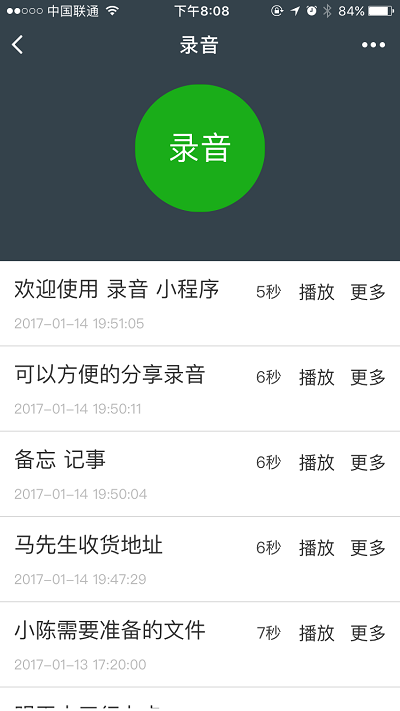 中国联通 下午8:08 84%
录音
录音
欢迎使用 录音 小程序 5秒 播放 更多
2017-01-14 19:51:05
可以方便的分享录音 6秒 播放 更多
2017-01-14 19:50:11
备忘 记事 6秒 播放 更多
2017-01-14 19:50:04
马先生收货地址 6秒 播放 更多
2017-01-14 19:47:29
小陈需要准备的文件 7秒 播放 更多
2017-01-13 17:20:00